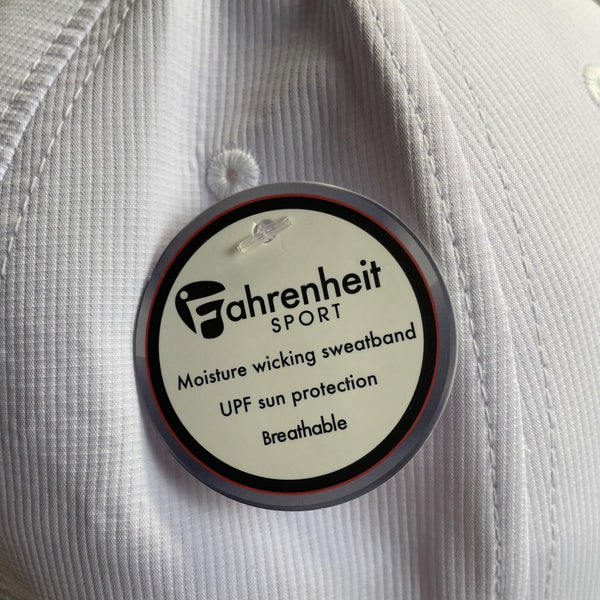 Fahrenheit
SPORT
Moisture wicking sweatband
UPF sun protection
Breathable